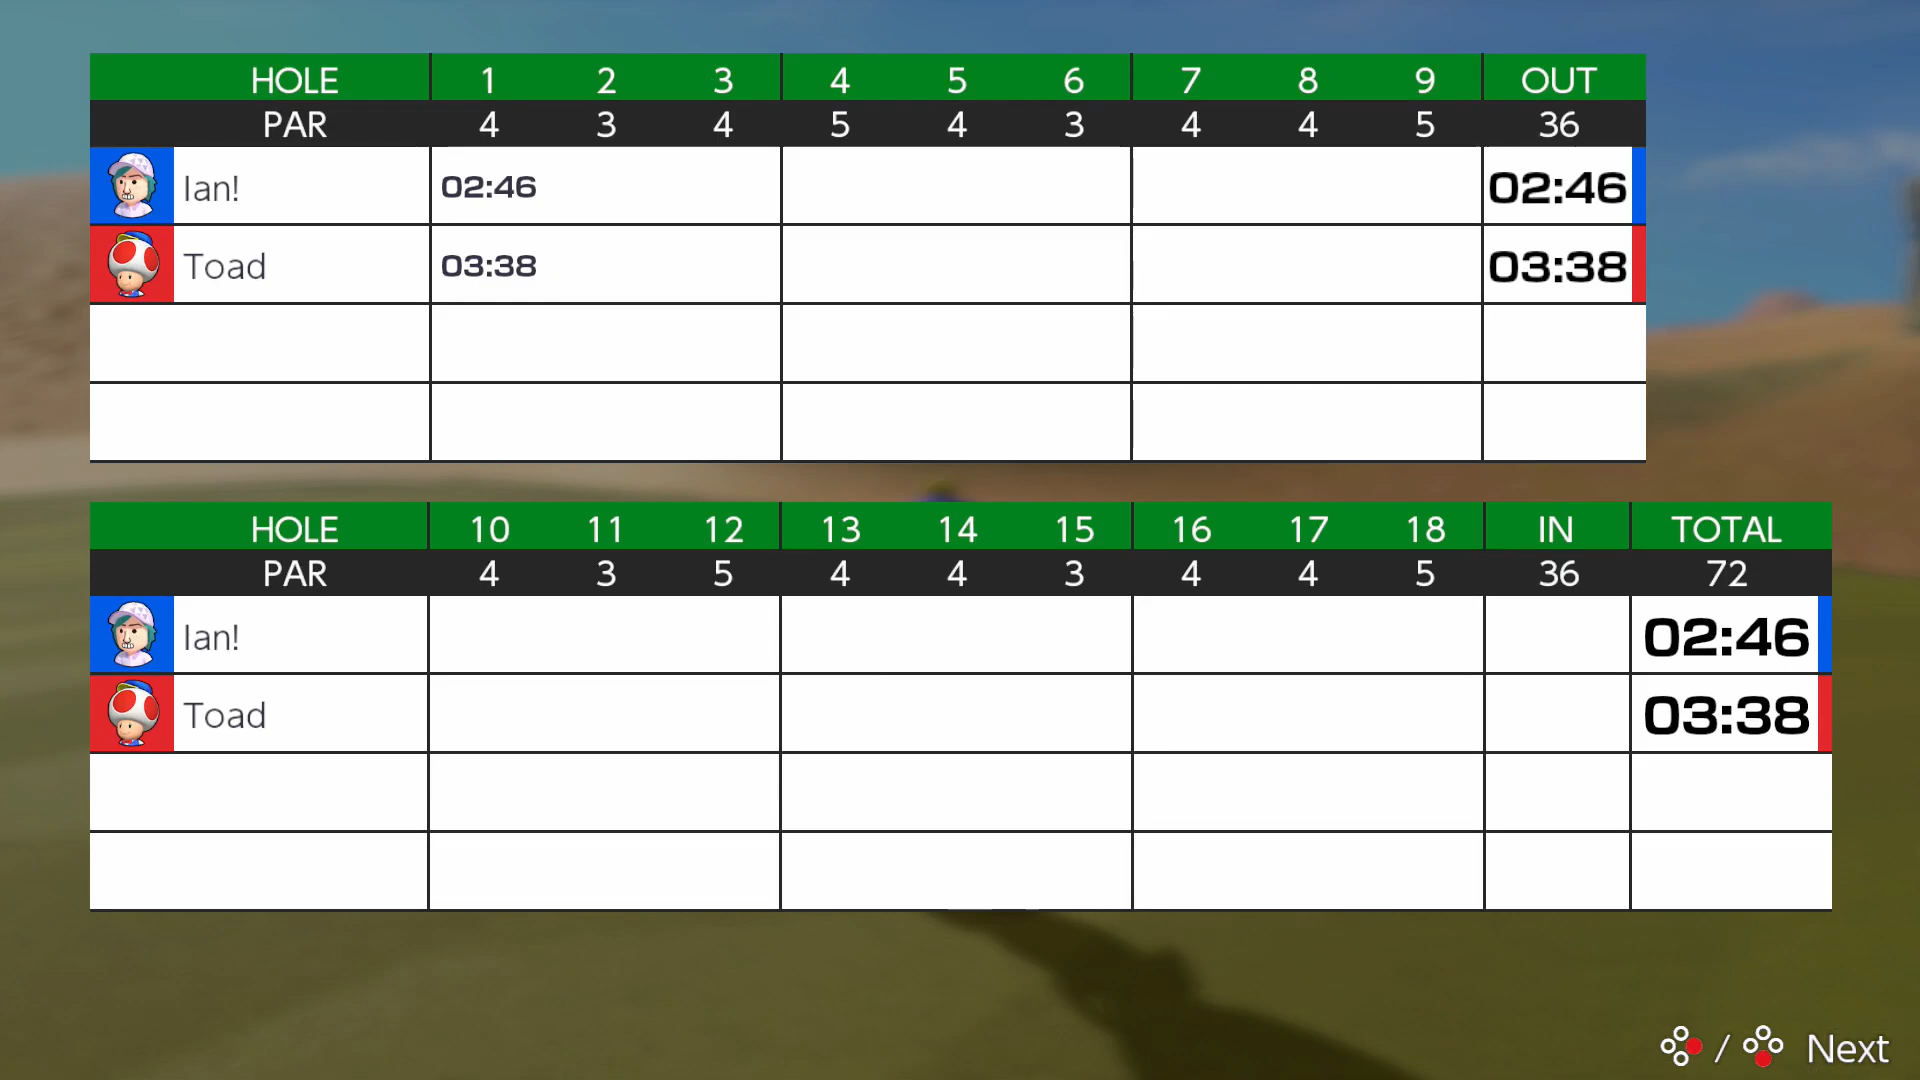 HOLE 1 2 3 4 5 6 7 8 9 OUT
PAR 4 3 4 5 4 3 4 4 5 36
Ian! 02:46 02:46
Toad 03:38 03:38
HOLE 10 11 12 13 14 15 16 17 18 IN TOTAL
PAR 4 3 5 4 4 3 4 4 5 36 72
Ian! 02:46
Toad 03:38
/ Next